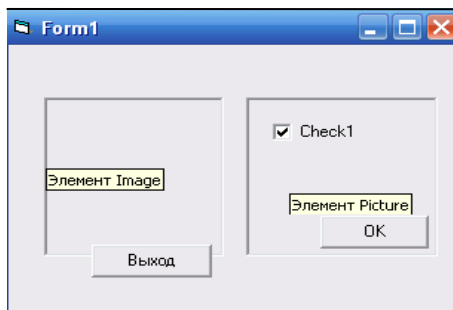 Form1
Check1
Элемент Image
Элемент Picture
OK
Выход